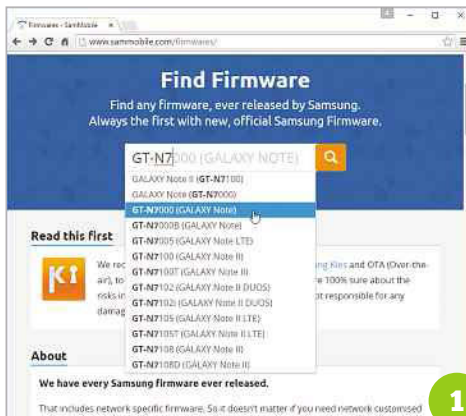 Firmwares - SamMobile
www.sammobile.com/firmwares/
Find Firmware
Find any firmware, ever released by Samsung.
Always the first with new, official Samsung Firmware.
GT-N7000 (GALAXY NOTE)
GALAXY Note II (GT-N7100)
GALAXY Note (GT-N7000)
GT-N7000 (GALAXY Note)
GT-N7000B (GALAXY Note)
GT-N7005 (GALAXY Note LTE)
GT-N7100 (GALAXY Note II)
GT-N7100T (GALAXY Note II)
GT-N7102 (GALAXY Note II DUOS)
GT-N7102i (GALAXY Note II DUOS)
GT-N7105 (GALAXY Note II LTE)
GT-N7105T (GALAXY Note II LTE)
GT-N7108 (GALAXY Note II)
GT-N7108D (GALAXY Note II)
Read this first
Ki
We rec
ng Kies and OTA (Over-the-
air), to
re 100% sure about the
risks in
ot responsible for any
damag
About
We have every Samsung firmware ever released.
That includes network specific firmware. So it doesn't matter if you need network customised
1